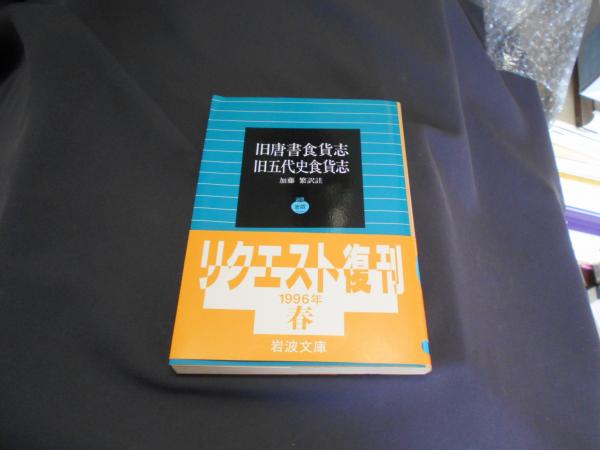 旧唐書食貨志
旧五代史食貨志
加藤 繁訳註
リクエスト復刊
1996年
春
岩波文庫